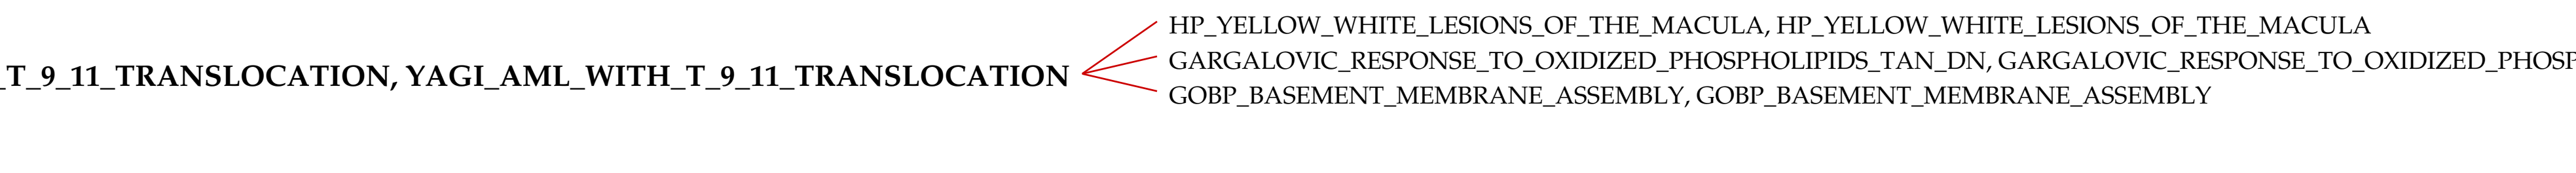 HP_YELLOW_WHITE_LESIONS_OF_THE_MACULA, HP_YELLOW_WHITE_LESIONS_OF_THE_MACULA
GARGALOVIC_RESPONSE_TO_OXIDIZED_PHOSPHOLIPIDS_TAN_DN, GARGALOVIC_RESPONSE_TO_OXIDIZED_PHOSP
_T_9_11_TRANSLOCATION, YAGI_AML_WITH_T_9_11_TRANSLOCATION
GOBP_BASEMENT_MEMBRANE_ASSEMBLY, GOBP_BASEMENT_MEMBRANE_ASSEMBLY